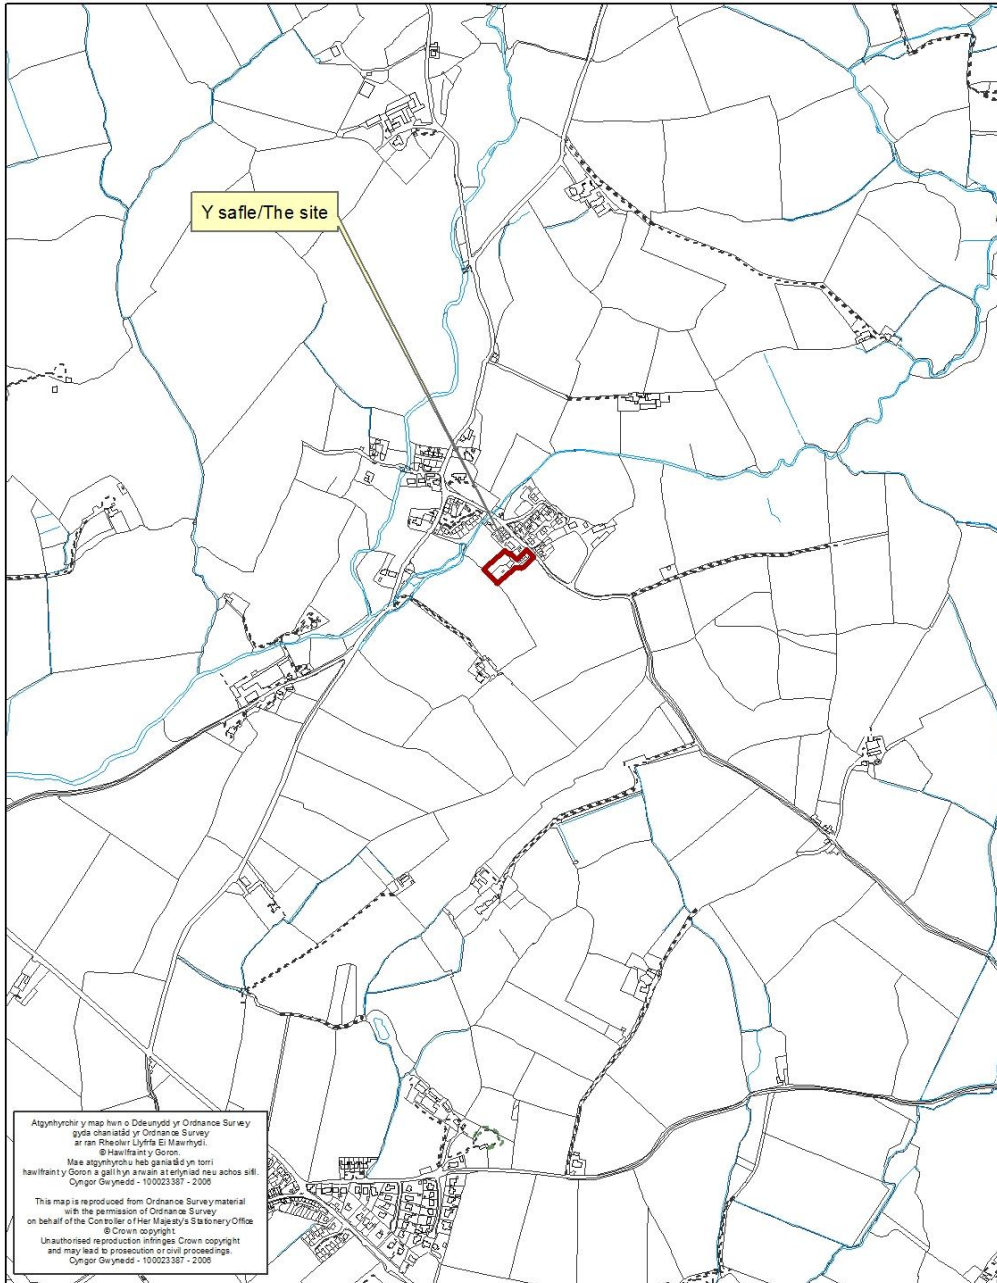 Y safle/The site
Atgynhyrchir y map hwn o Ddeunydd yr Ordnance Survey
gyda chaniatâd yr Ordnance Survey
ar ran Rheolwr Llyfrfa Ei Mawrhydi.
© Hawlfraint y Goron.
Mae atgynhyrchu heb ganiatâd yn torri
hawlfraint y Goron a gall hyn arwain at erlyniad neu achos sifil.
Cyngor Gwynedd - 100023387 - 2008
This map is reproduced from Ordnance Survey material
with the permission of Ordnance Survey
on behalf of the Controller of Her Majesty's Stationery Office
© Crown copyright.
Unauthorised reproduction infringes Crown copyright
and may lead to prosecution or civil proceedings.
Cyngor Gwynedd - 100023387 - 2008